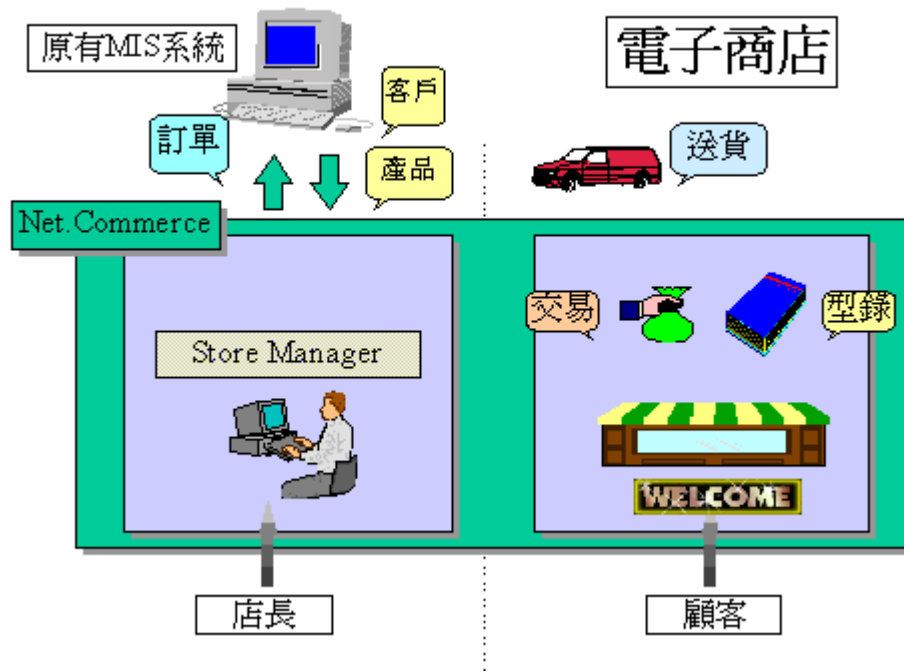 原有MIS系統
電子商店
客戶
訂單
產品
送貨
Net.Commerce
交易
型錄
Store Manager
WELCOME
店長
顧客